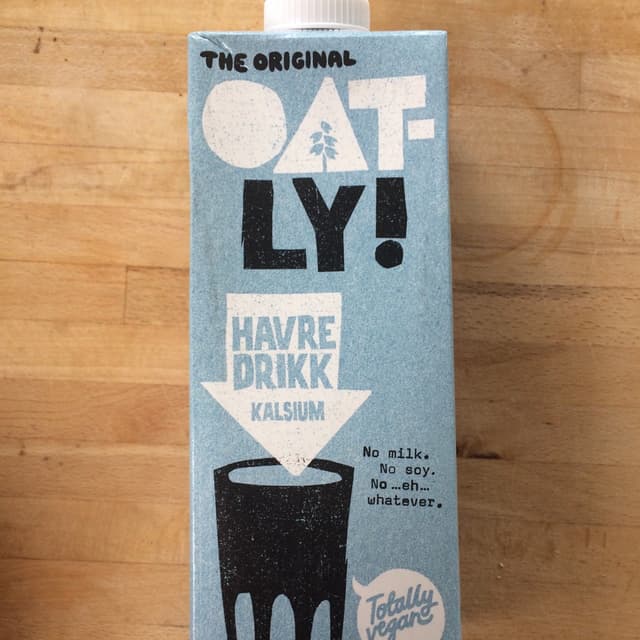 THE ORIGINAL
OAT-
LY!
HAVRE
DRIKK
KALSIUM
No milk.
No soy.
No ...eh...
whatever.
Totally
vegan